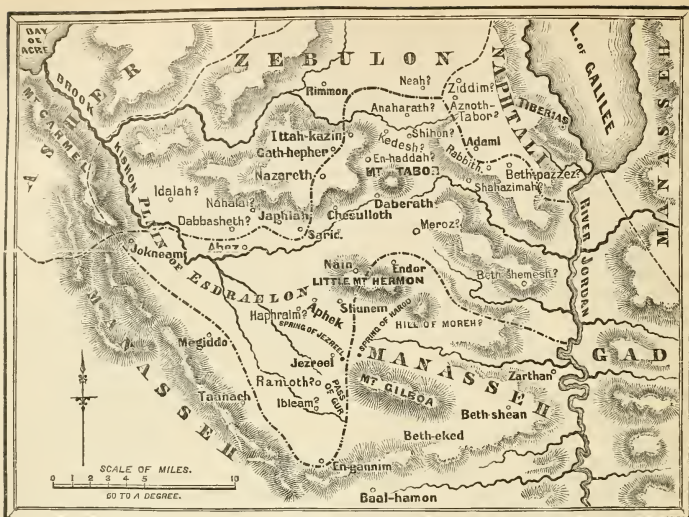 BAY
OF
ACRE
ZEBULON
L. of GALILEE
MANASSEH
ASHER
BROOK
KISHON
MT CARMEL
NAPHTALI
TIBERIAS
Rimmon
Neah?
Ziddim?
Anaharath?
Aznoth-
Tabor?
Ittah-kazin
Shihon?
Kedesh?
Adami
Gath-hepher
En-haddah?
Rabbith
Beth-pazzez?
Nazareth
MT TABOR
Shahazimah?
Idalah?
Nahalal?
Daberath
Dabbasheth?
Japhiah
Chesulloth
Meroz?
Sarid.
Jokneam
Abez
PLAIN OF ESDRAELON
RIVER JORDAN
Nain
Endor
LITTLE MT HERMON
Beth-shemesh?
Haphraim?
Aphek
Shunem
HILL OF MOREH?
SPRING OF JEZREEL
SPRING OF HAROD
MANASSEH
Megiddo
MANASSEH
GAD
Jezreel
Zarthan
Ramoth?
PASS
OF GUR
MT GILBOA
Taanach
Ibleam?
Beth-shean
Beth-eked
En-gannim
Baal-hamon
SCALE OF MILES.
0 1 2 3 4 5 10
60 TO A DEGREE.